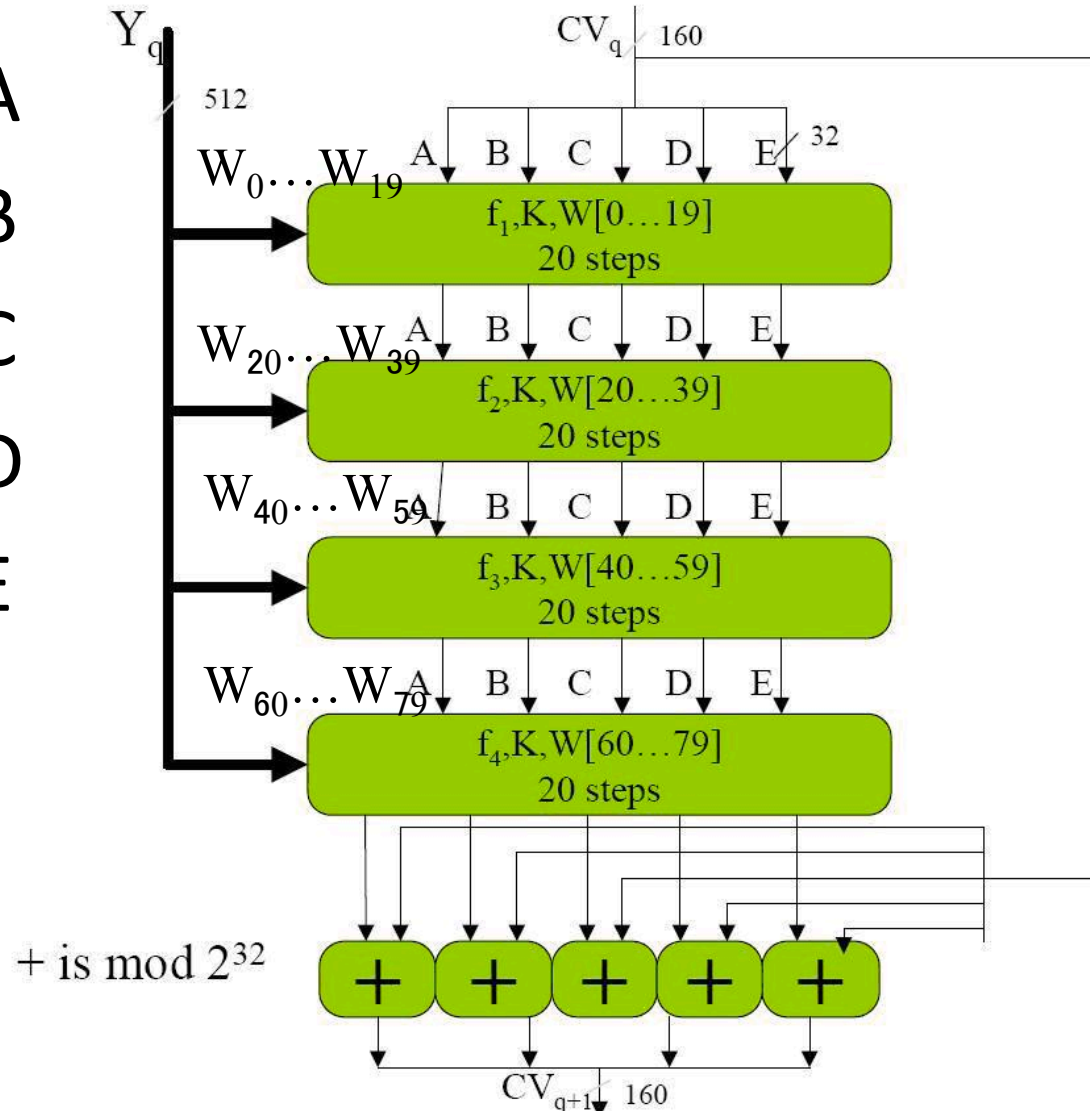 Y_q
CV_q 160
A
512
A B C D E 32
W_0...W_19
f_1,K,W[0...19]
20 steps
B
A B C D E
W_20...W_39
C
f_2,K,W[20...39]
20 steps
D
W_40...W_59
A B C D E
E
f_3,K,W[40...59]
20 steps
W_60...W_79
A B C D E
f_4,K,W[60...79]
20 steps
+ is mod 2^32
+ + + + +
CV_q+1 160